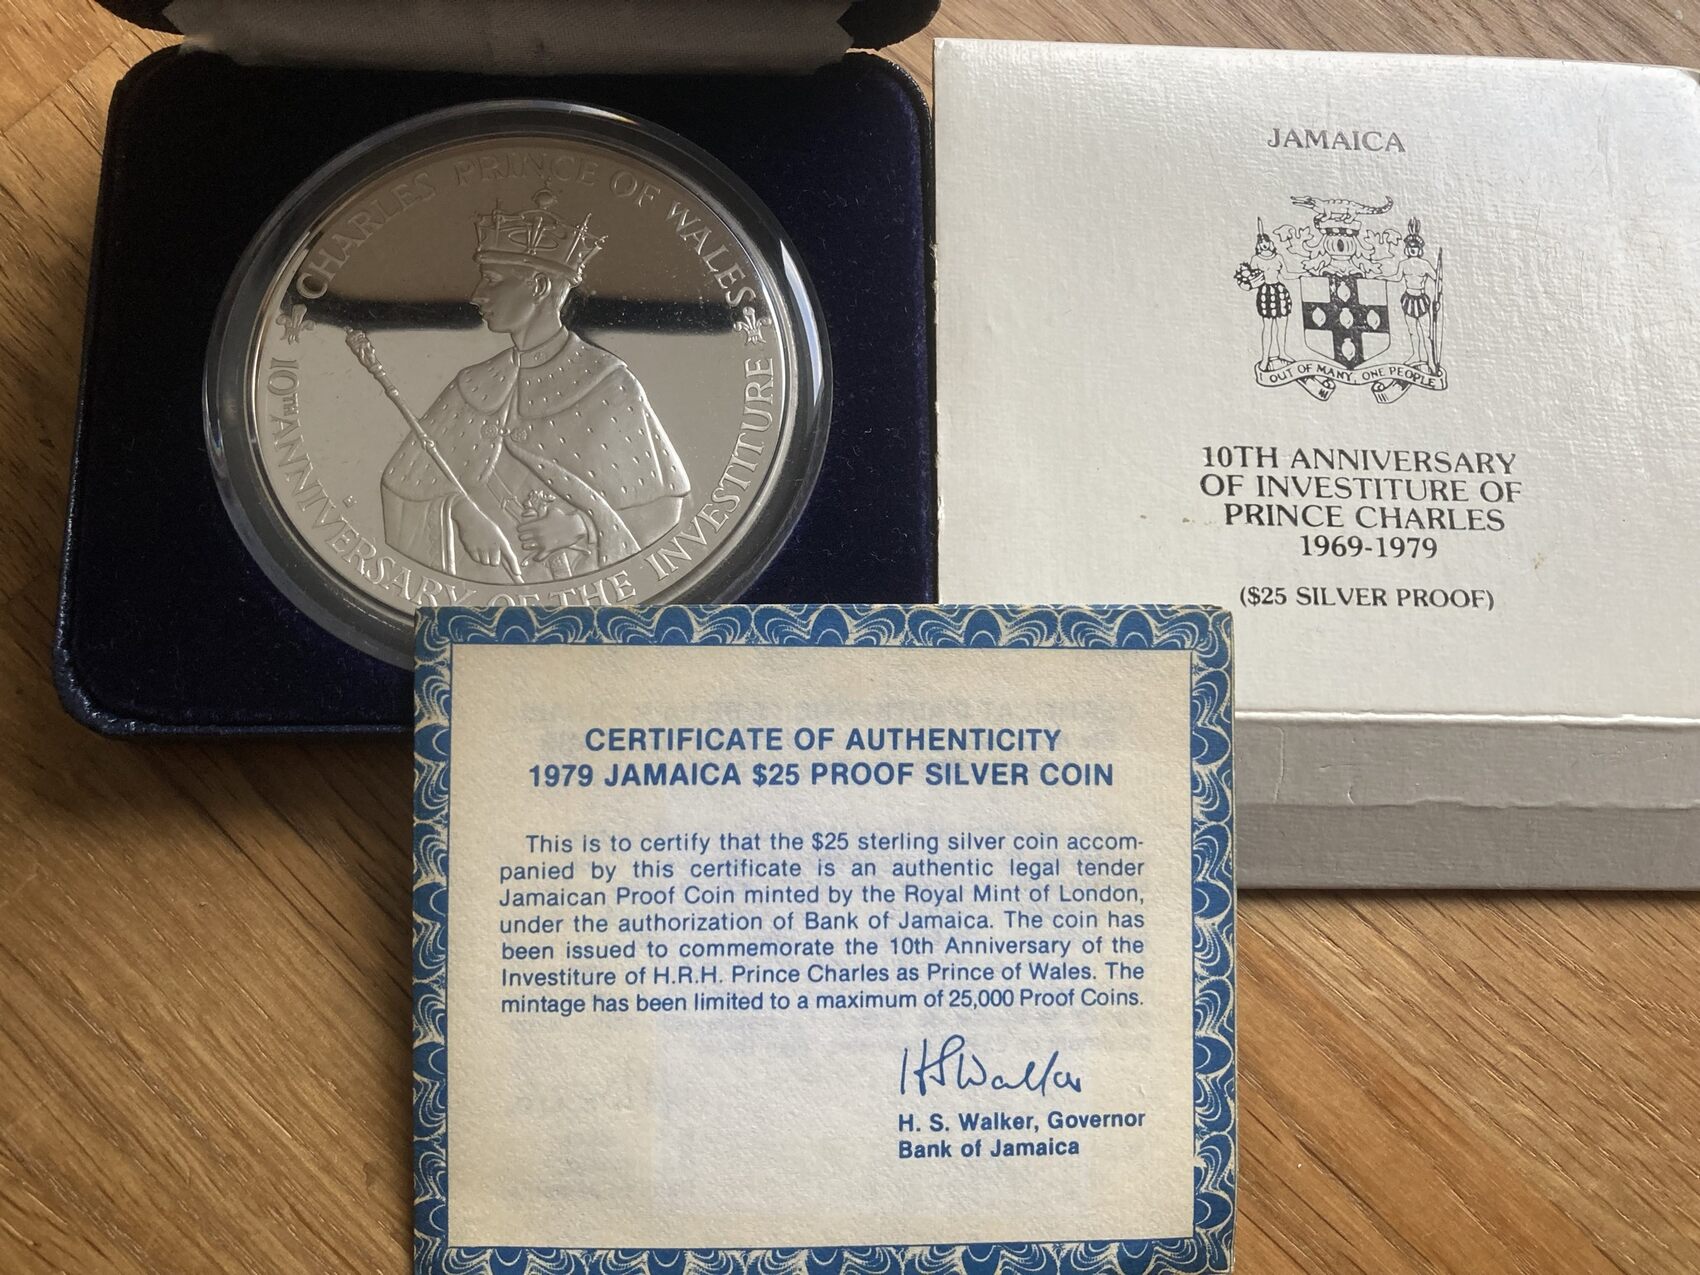 CHARLES PRINCE OF WALES
10TH ANNIVERSARY OF THE INVESTITURE
JAMAICA
OUT OF MANY, ONE PEOPLE
10TH ANNIVERSARY
OF INVESTITURE OF
PRINCE CHARLES
1969-1979
($25 SILVER PROOF)
CERTIFICATE OF AUTHENTICITY
1979 JAMAICA $25 PROOF SILVER COIN
This is to certify that the $25 sterling silver coin accom-
panied by this certificate is an authentic legal tender
Jamaican Proof Coin minted by the Royal Mint of London,
under the authorization of Bank of Jamaica. The coin has
been issued to commemorate the 10th Anniversary of the
Investiture of H.R.H. Prince Charles as Prince of Wales. The
mintage has been limited to a maximum of 25,000 Proof Coins.
HSWalker
H. S. Walker, Governor
Bank of Jamaica